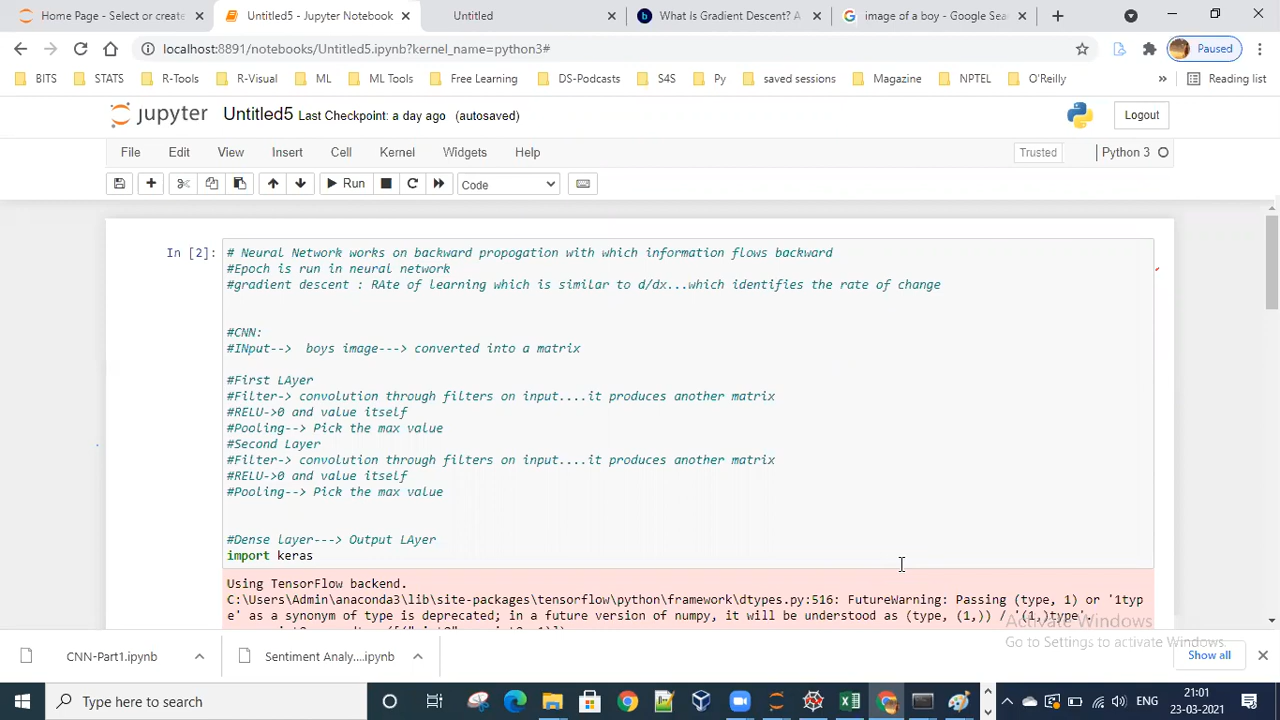 Home Page - Select or create
Untitled5 - Jupyter Notebook
Untitled
What Is Gradient Descent? A
image of a boy - Google Sea
localhost:8891/notebooks/Untitled5.ipynb?kernel_name=python3#
Paused
BITS
STATS
R-Tools
R-Visual
ML
ML Tools
Free Learning
DS-Podcasts
S4S
Py
saved sessions
Magazine
NPTEL
O'Reilly
Reading list
jupyter
Untitled5 Last Checkpoint: a day ago (autosaved)
Logout
File
Edit
View
Insert
Cell
Kernel
Widgets
Help
Trusted
Python 3
Run
Code
In [2]:
# Neural Network works on backward propogation with which information flows backward
#Epoch is run in neural network
#gradient descent : RAte of learning which is similar to d/dx...which identifies the rate of change
#CNN:
#INput--> boys image---> converted into a matrix
#First LAyer
#Filter-> convolution through filters on input....it produces another matrix
#RELU->0 and value itself
#Pooling--> Pick the max value
#Second Layer
#Filter-> convolution through filters on input....it produces another matrix
#RELU->0 and value itself
#Pooling--> Pick the max value
#Dense layer---> Output LAyer
import keras
Using TensorFlow backend.
C:\Users\Admin\anaconda3\lib\site-packages\tensorflow\python\framework\dtypes.py:516: FutureWarning: Passing (type, 1) or '1typ
e' as a synonym of type is deprecated; in a future version of numpy, it will be understood as (type, (1,)) / '(1,)type'.
Activate Windows
Go to Settings to activate Windows.
CNN-Part1.ipynb
Sentiment Analy....ipynb
Show all
Type here to search
ENG
21:01
23-03-2021